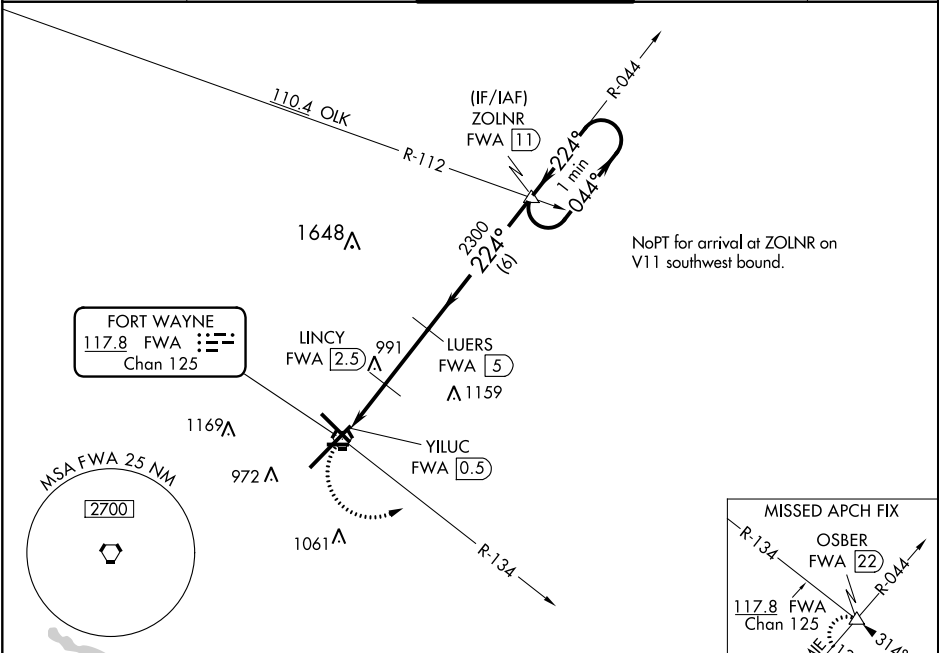 110.4 OLK
R-112
(IF/IAF)
ZOLNR
FWA 11
R-044
224°
1 min
044°
NoPT for arrival at ZOLNR on
V11 southwest bound.
1648
2300
224°
(6)
FORT WAYNE
117.8 FWA
Chan 125
LINCY
FWA 2.5
991
LUERS
FWA 5
1159
1169
972
YILUC
FWA 0.5
MSA FWA 25 NM
2700
1061
R-134
MISSED APCH FIX
R-134
OSBER
FWA 22
R-044
117.8 FWA
Chan 125
314°